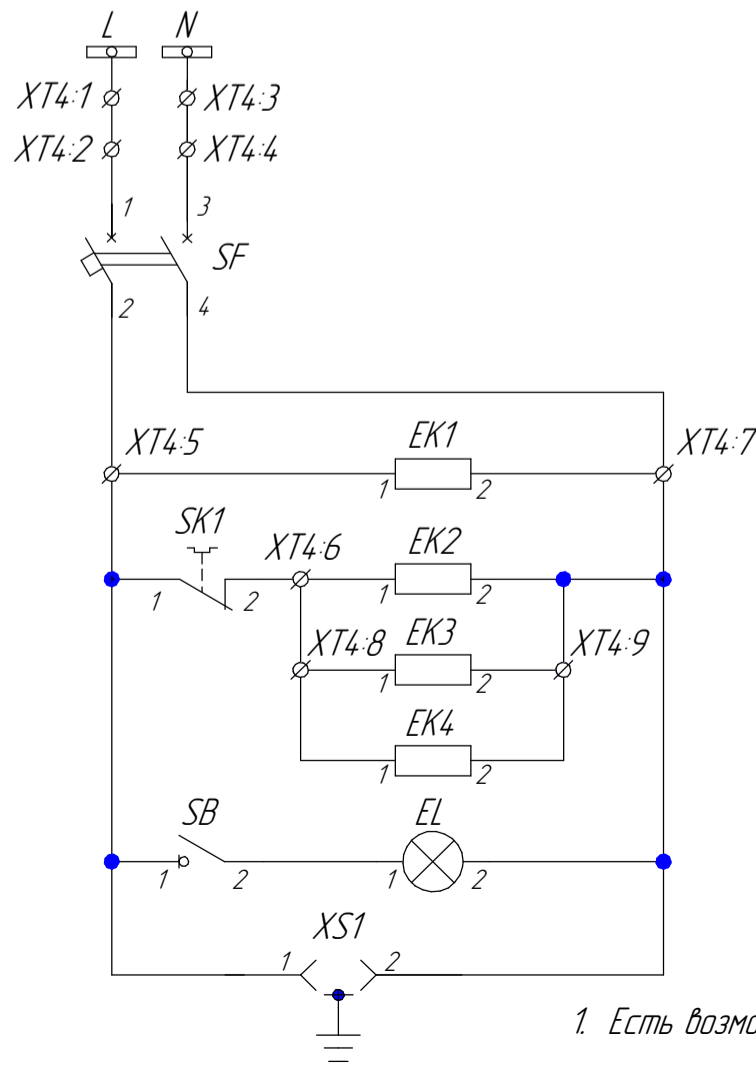 L N
XT4:1 XT4:3
XT4:2 XT4:4
1 3
SF
2 4
XT4:5 EK1 XT4:7
1 2
SK1 XT4:6 EK2
1 2 1 2
XT4:8 EK3 XT4:9
1 2
EK4
1 2
SB EL
1 2 1 2
XS1
1 2
1. Есть